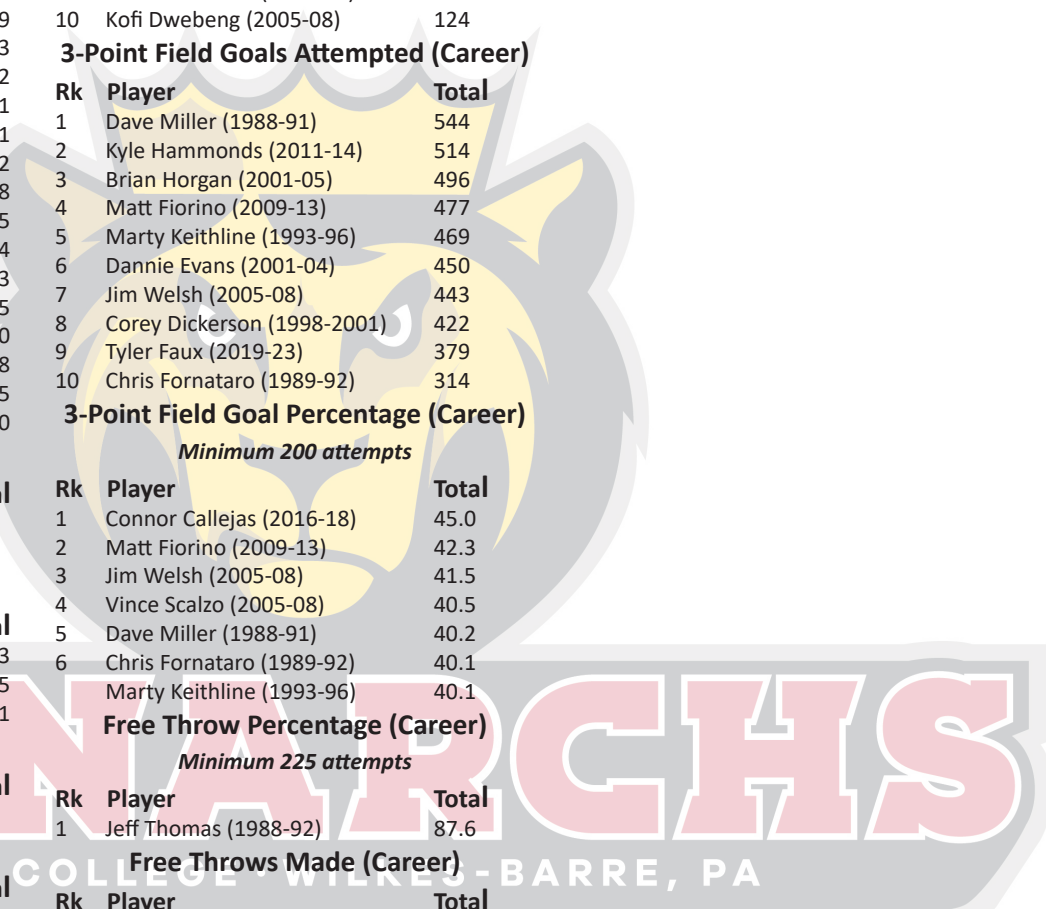 10 Kofi Dwebeng (2005-08) 124
3-Point Field Goals Attempted (Career)
Rk Player Total
1 Dave Miller (1988-91) 544
2 Kyle Hammonds (2011-14) 514
3 Brian Horgan (2001-05) 496
4 Matt Fiorino (2009-13) 477
5 Marty Keithline (1993-96) 469
6 Dannie Evans (2001-04) 450
7 Jim Welsh (2005-08) 443
8 Corey Dickerson (1998-2001) 422
9 Tyler Faux (2019-23) 379
10 Chris Fornataro (1989-92) 314
3-Point Field Goal Percentage (Career)
Minimum 200 attempts
Rk Player Total
1 Connor Callejas (2016-18) 45.0
2 Matt Fiorino (2009-13) 42.3
3 Jim Welsh (2005-08) 41.5
4 Vince Scalzo (2005-08) 40.5
5 Dave Miller (1988-91) 40.2
6 Chris Fornataro (1989-92) 40.1
Marty Keithline (1993-96) 40.1
Free Throw Percentage (Career)
Minimum 225 attempts
Rk Player Total
1 Jeff Thomas (1988-92) 87.6
Free Throws Made (Career)
Rk Player Total
NARCHS
COLLEGE • WILKES-BARRE, PA